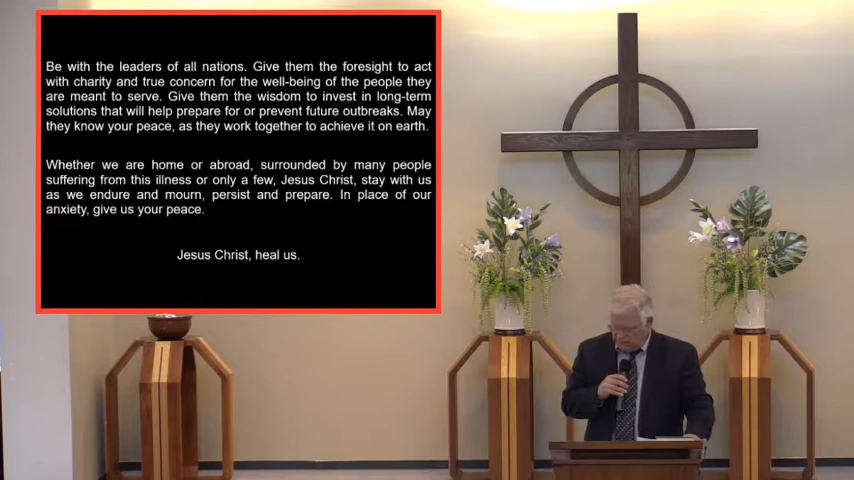 Be with the leaders of all nations. Give them the foresight to act
with charity and true concern for the well-being of the people they
are meant to serve. Give them the wisdom to invest in long-term
solutions that will help prepare for or prevent future outbreaks. May
they know your peace, as they work together to achieve it on earth.
Whether we are home or abroad, surrounded by many people
suffering from this illness or only a few, Jesus Christ, stay with us
as we endure and mourn, persist and prepare. In place of our
anxiety, give us your peace.
Jesus Christ, heal us.